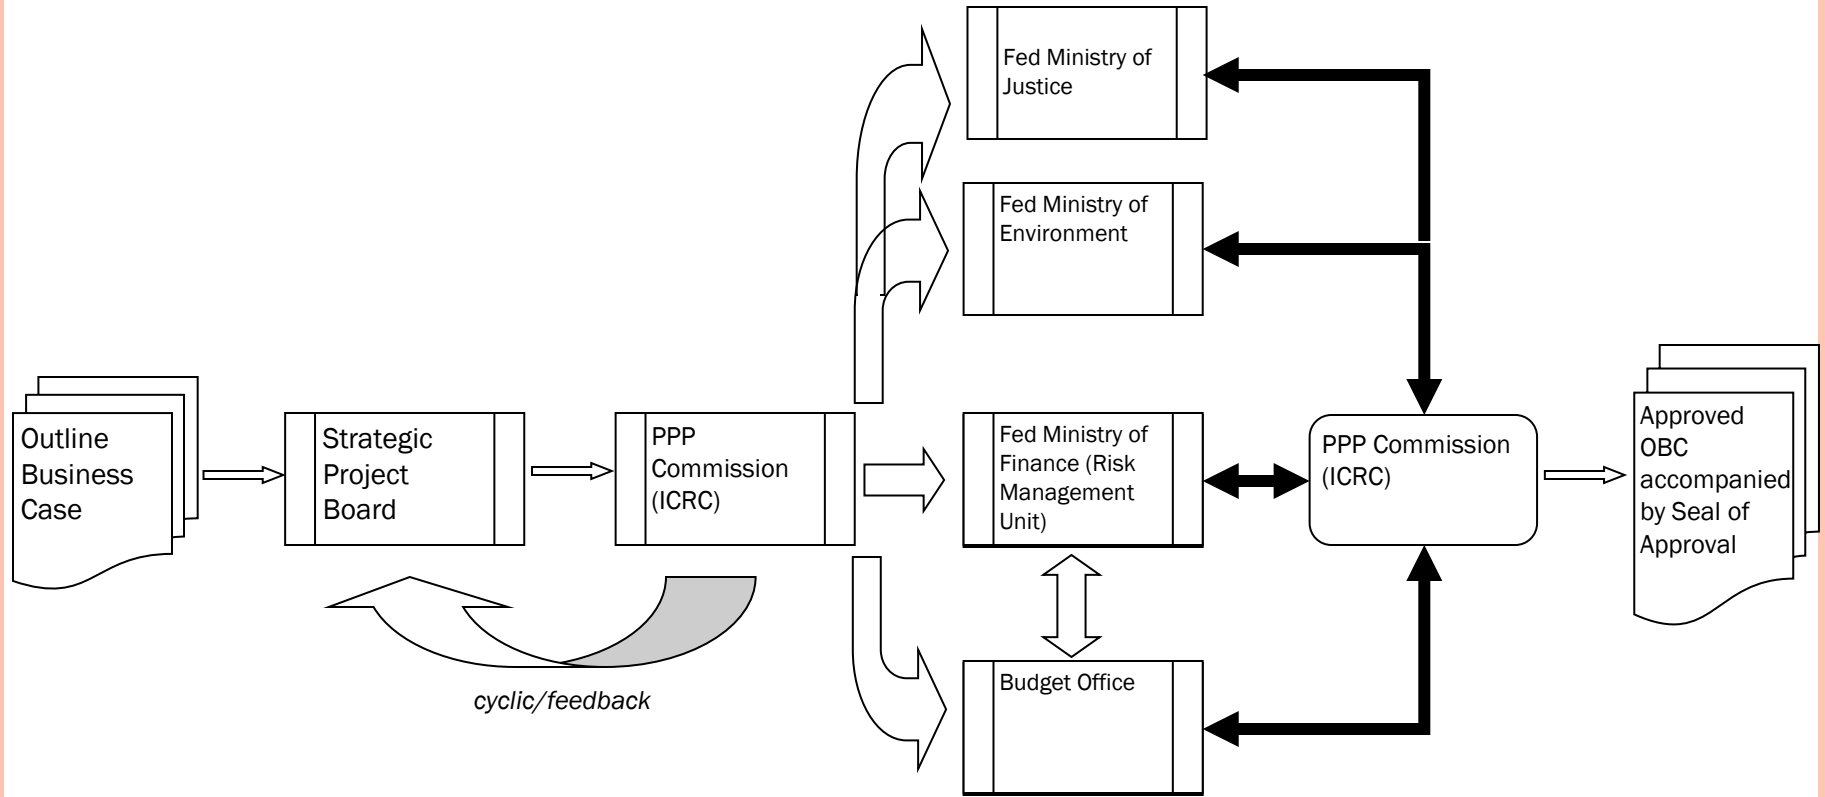 Fed Ministry of
Justice
Fed Ministry of
Environment
Outline
Business
Case
Strategic
Project
Board
PPP
Commission
(ICRC)
Fed Ministry of
Finance (Risk
Management
Unit)
PPP Commission
(ICRC)
Approved
OBC
accompanied
by Seal of
Approval
cyclic/feedback
Budget Office